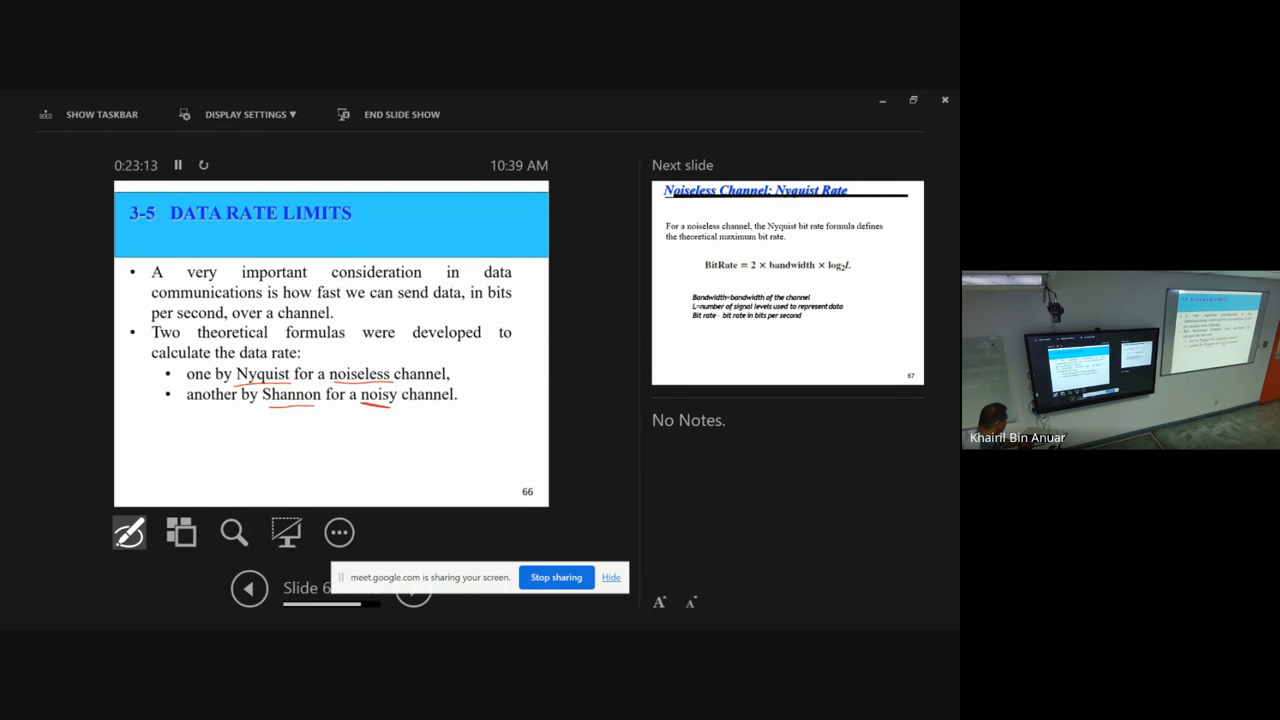 SHOW TASKBAR
DISPLAY SETTINGS ▼
END SLIDE SHOW
0:23:13
10:39 AM
3-5 DATA RATE LIMITS
• A very important consideration in data
communications is how fast we can send data, in bits
per second, over a channel.
• Two theoretical formulas were developed to
calculate the data rate:
• one by Nyquist for a noiseless channel,
• another by Shannon for a noisy channel.
66
Slide 6
meet.google.com is sharing your screen.
Stop sharing
Hide
Next slide
Noiseless Channel: Nyquist Rate
For a noiseless channel, the Nyquist bit rate formula defines
the theoretical maximum bit rate.
BitRate = 2 × bandwidth × log₂L
Bandwidth=bandwidth of the channel
L=number of signal levels used to represent data
Bit rate - bit rate in bits per second
67
No Notes.
A A
Khairil Bin Anuar